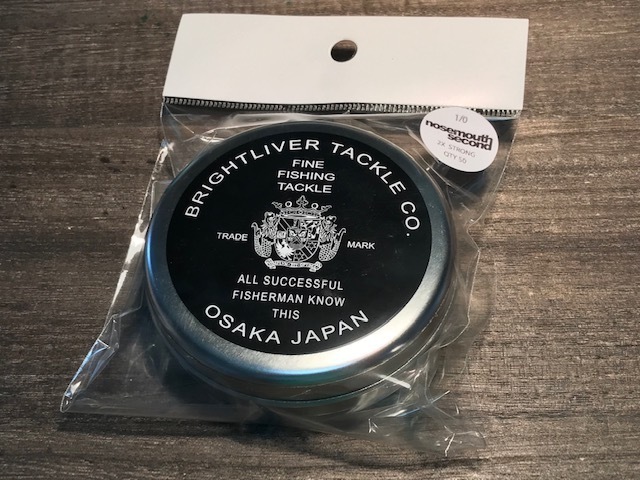 1/0
nosemouth
second
2X STRONG
QTY 50
BRIGHTLIVER TACKLE CO.
FINE
FISHING
TACKLE
TRADE MARK
ALL SUCCESSFUL
FISHERMAN KNOW
THIS
OSAKA JAPAN